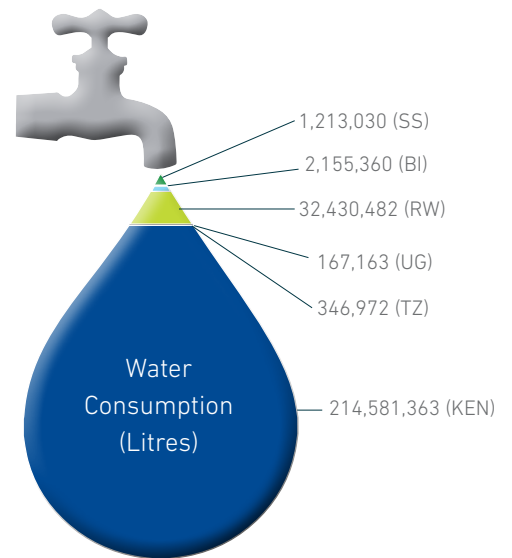 1,213,030 (SS)
2,155,360 (BI)
32,430,482 (RW)
167,163 (UG)
346,972 (TZ)
Water
Consumption
(Litres)
214,581,363 (KEN)